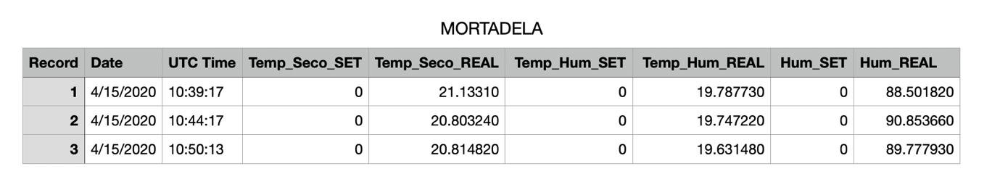 MORTADELA
Record Date UTC Time Temp_Seco_SET Temp_Seco_REAL Temp_Hum_SET Temp_Hum_REAL Hum_SET Hum_REAL
1 4/15/2020 10:39:17 0 21.13310 0 19.787730 0 88.501820
2 4/15/2020 10:44:17 0 20.803240 0 19.747220 0 90.853660
3 4/15/2020 10:50:13 0 20.814820 0 19.631480 0 89.777930